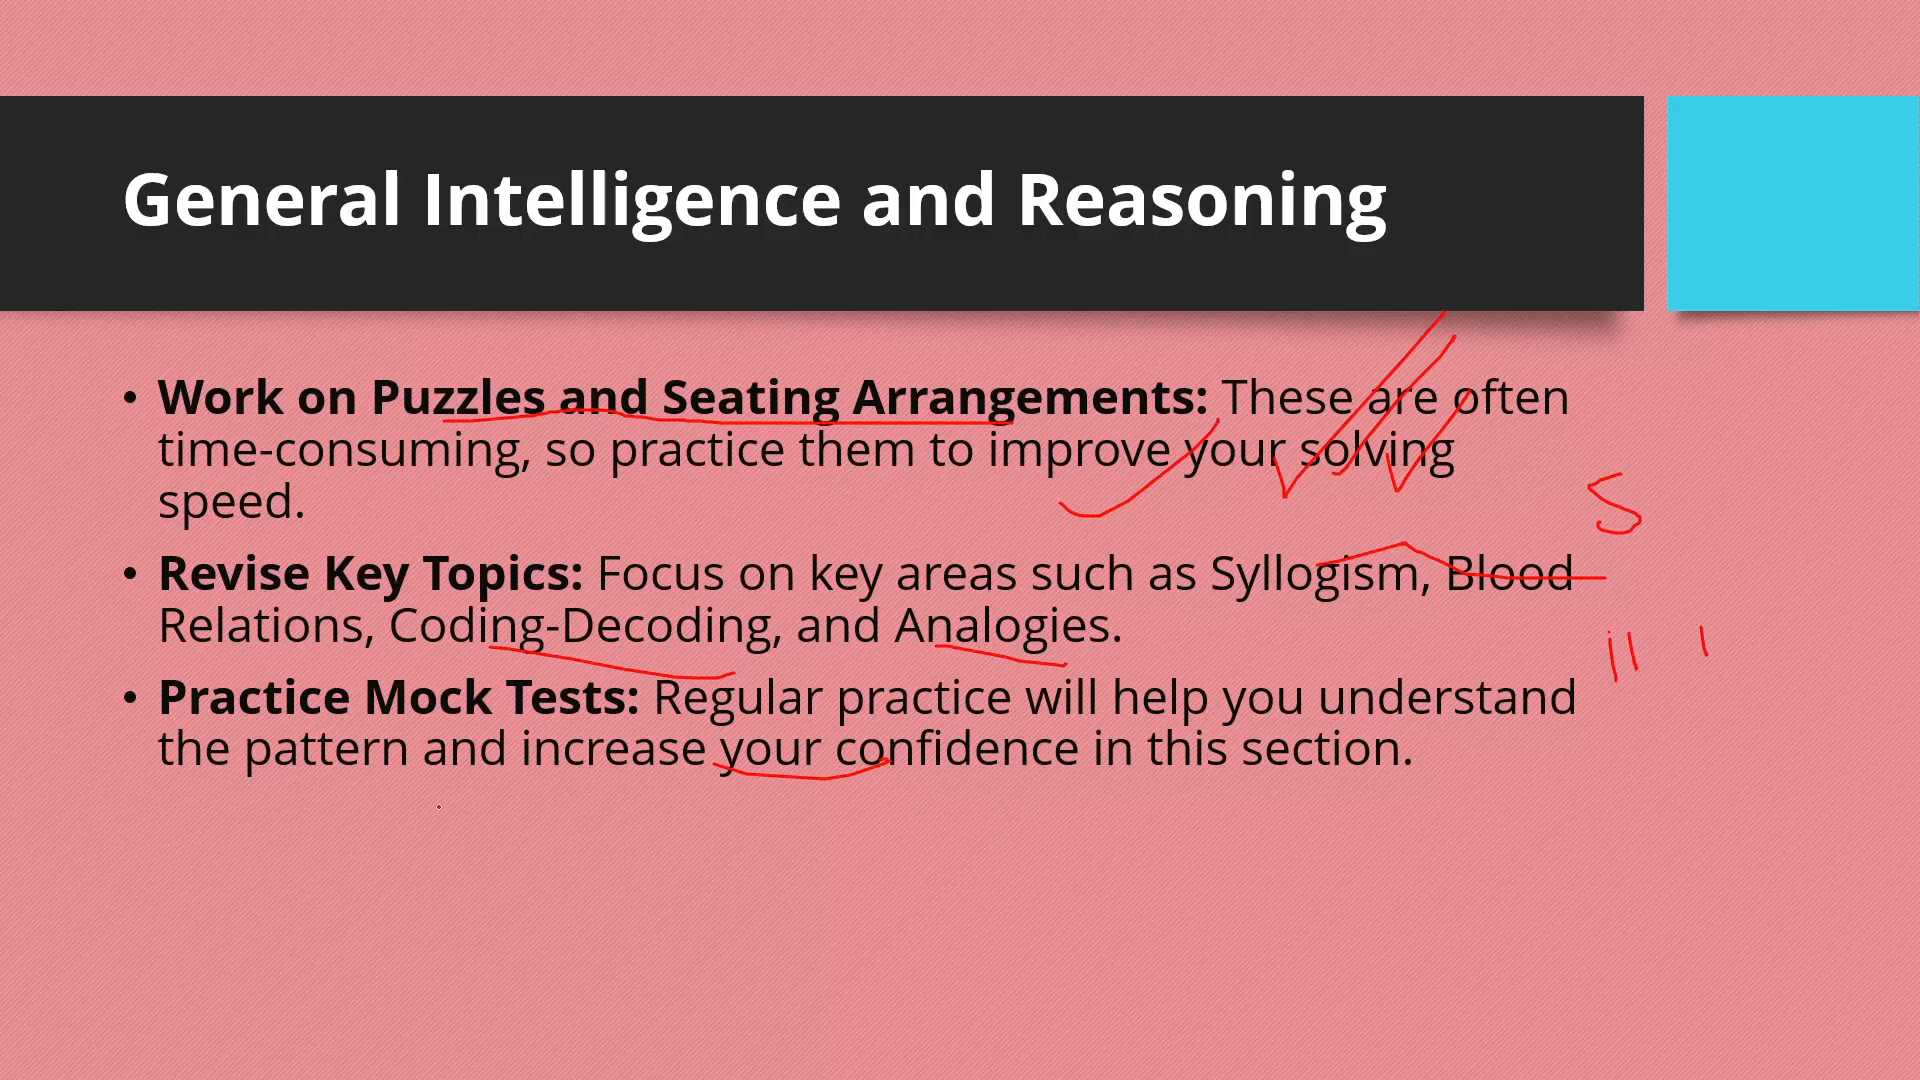 General Intelligence and Reasoning
• Work on Puzzles and Seating Arrangements: These are often
time-consuming, so practice them to improve your solving
speed.
• Revise Key Topics: Focus on key areas such as Syllogism, Blood
Relations, Coding-Decoding, and Analogies.
• Practice Mock Tests: Regular practice will help you understand
the pattern and increase your confidence in this section.